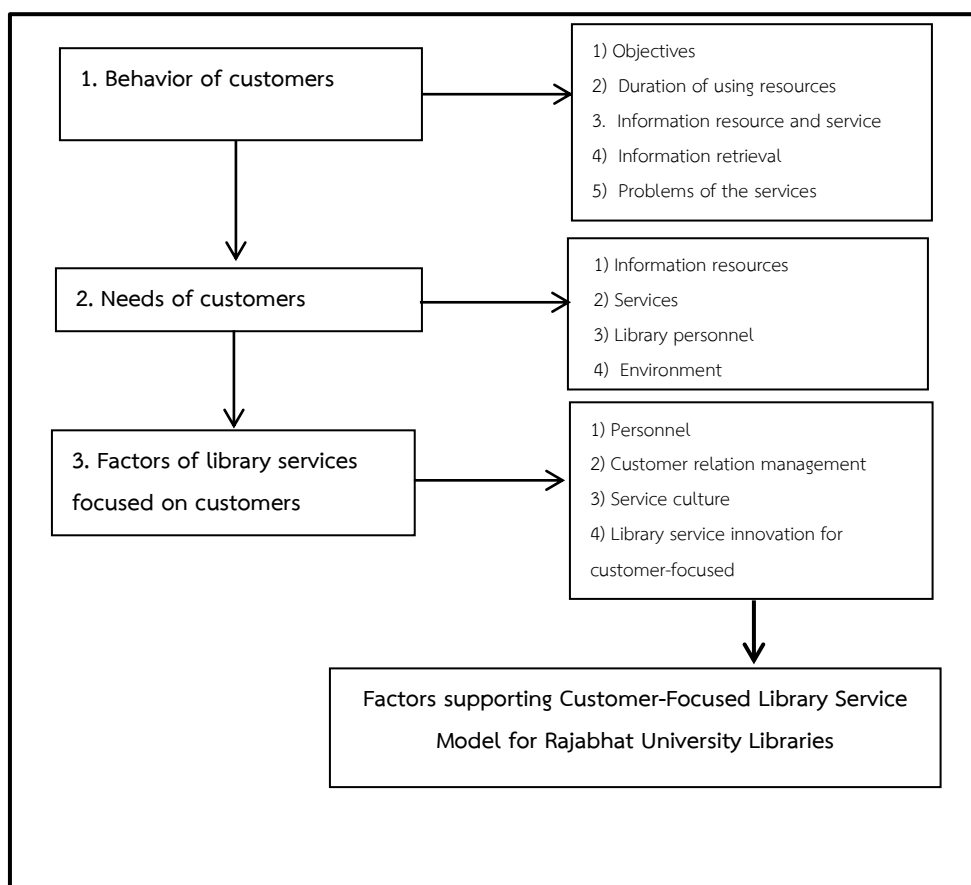 1. Behavior of customers
1) Objectives
2) Duration of using resources
3. Information resource and service
4) Information retrieval
5) Problems of the services
2. Needs of customers
1) Information resources
2) Services
3) Library personnel
4) Environment
3. Factors of library services
focused on customers
1) Personnel
2) Customer relation management
3) Service culture
4) Library service innovation for
customer-focused
Factors supporting Customer-Focused Library Service
Model for Rajabhat University Libraries